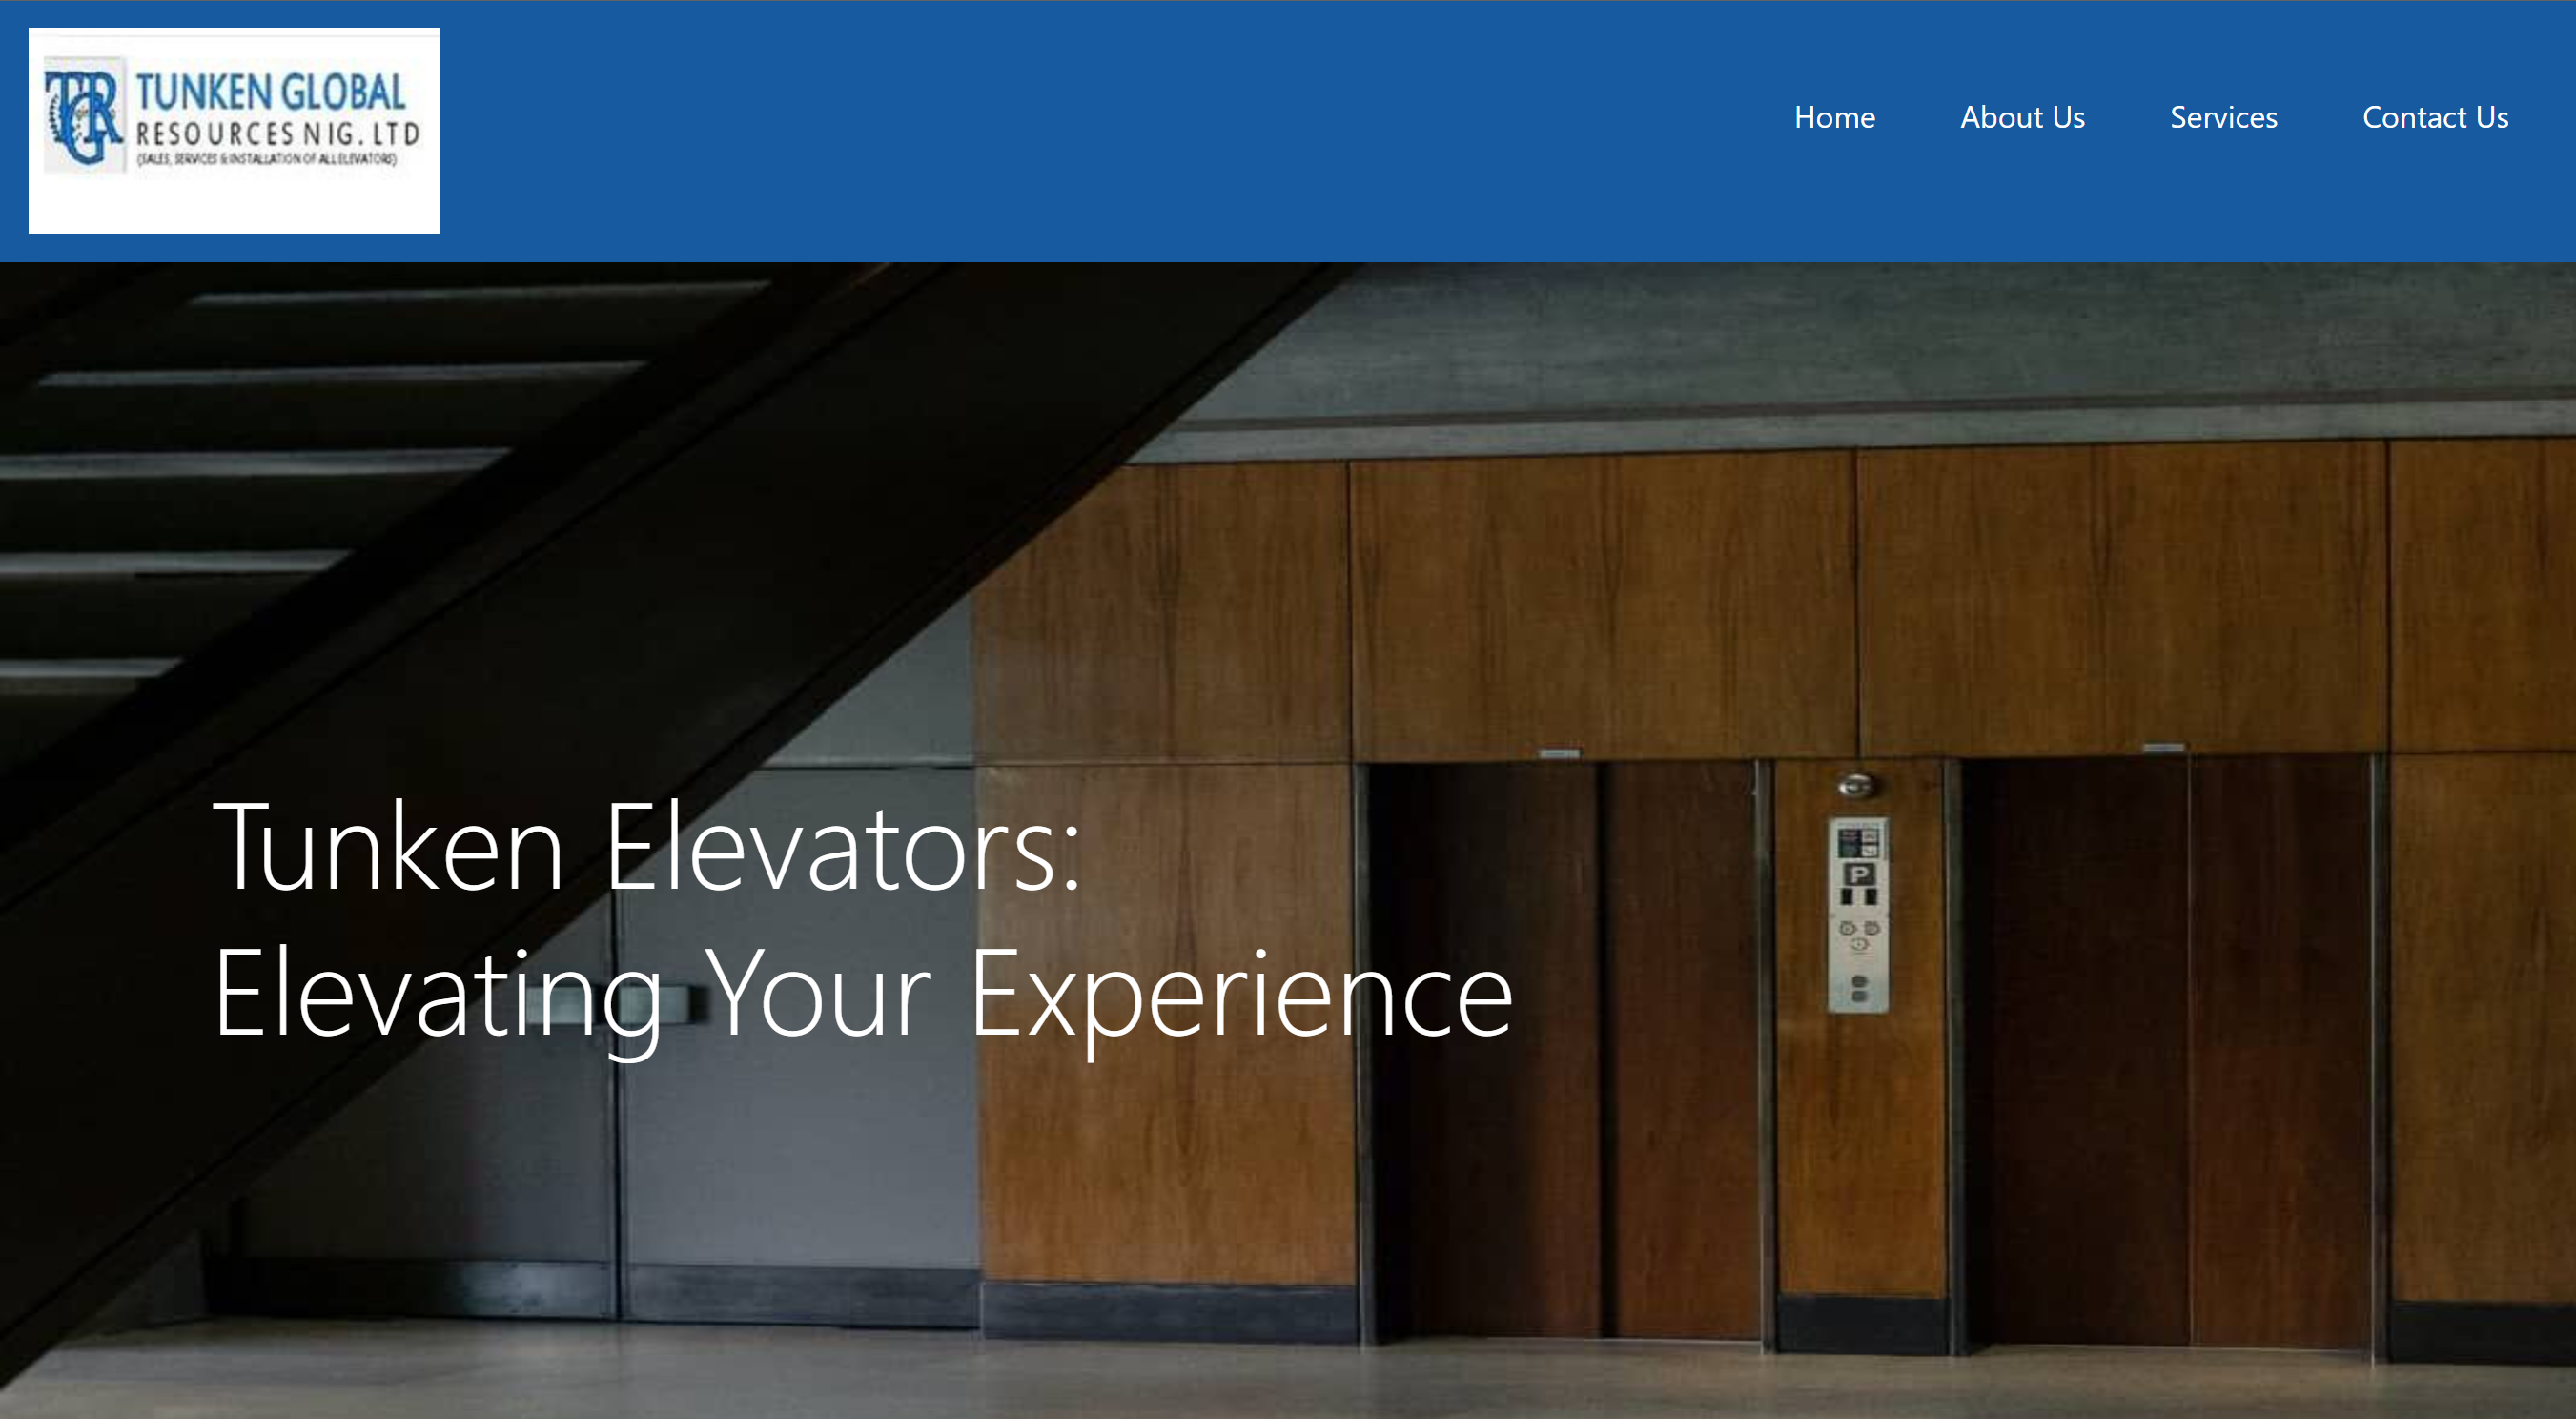 TGR
TUNKEN GLOBAL
RESOURCES NIG. LTD
(SALES, SERVICES & INSTALLATION OF ALL ELEVATORS)
Home
About Us
Services
Contact Us
Tunken Elevators:
Elevating Your Experience
P